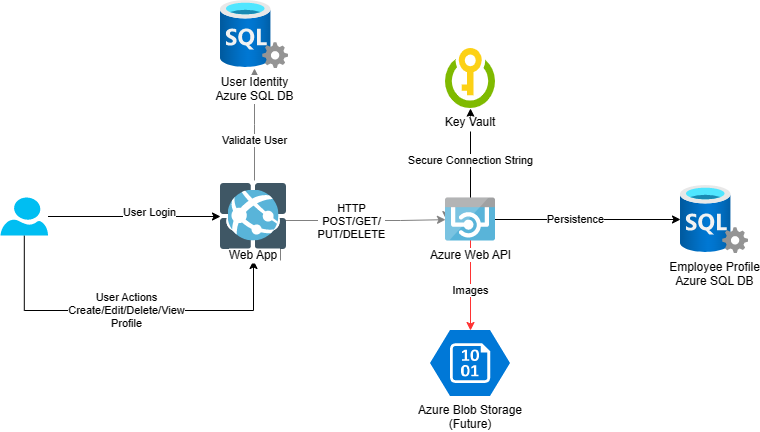 SQL
User Identity
Azure SQL DB
Key Vault
Validate User
Secure Connection String
User Login
HTTP
POST/GET/
PUT/DELETE
Persistence
SQL
Web App
Azure Web API
Employee Profile
Azure SQL DB
User Actions
Create/Edit/Delete/View
Profile
Images
10
01
Azure Blob Storage
(Future)